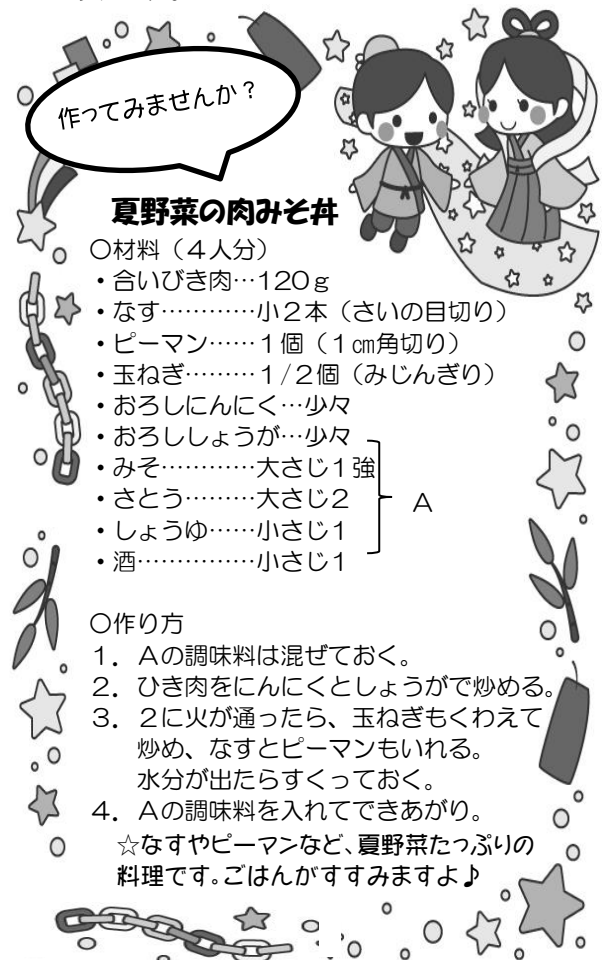 作ってみませんか？
夏野菜の肉みそ丼
○材料（４人分）
・合いびき肉…120ｇ
・なす…………小２本（さいの目切り）
・ピーマン……１個（１㎝角切り）
・玉ねぎ………１/２個（みじんぎり）
・おろしにんにく…少々
・おろししょうが…少々
・みそ…………大さじ１強
・さとう………大さじ２
・しょうゆ……小さじ１
・酒……………小さじ１
A
○作り方
１．Ａの調味料は混ぜておく。
２．ひき肉をにんにくとしょうがで炒める。
３．２に火が通ったら、玉ねぎもくわえて
炒め、なすとピーマンもいれる。
水分が出たらすくっておく。
４．Ａの調味料を入れてできあがり。
☆なすやピーマンなど、夏野菜たっぷりの
料理です。ごはんがすすみますよ♪